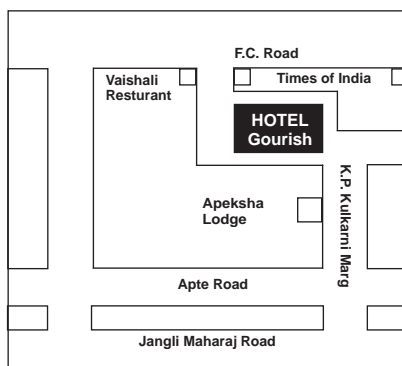 F.C. Road
Vaishali
Resturant
Times of India
HOTEL
Gourish
K.P. Kulkarni Marg
Apeksha
Lodge
Apte Road
Jangli Maharaj Road